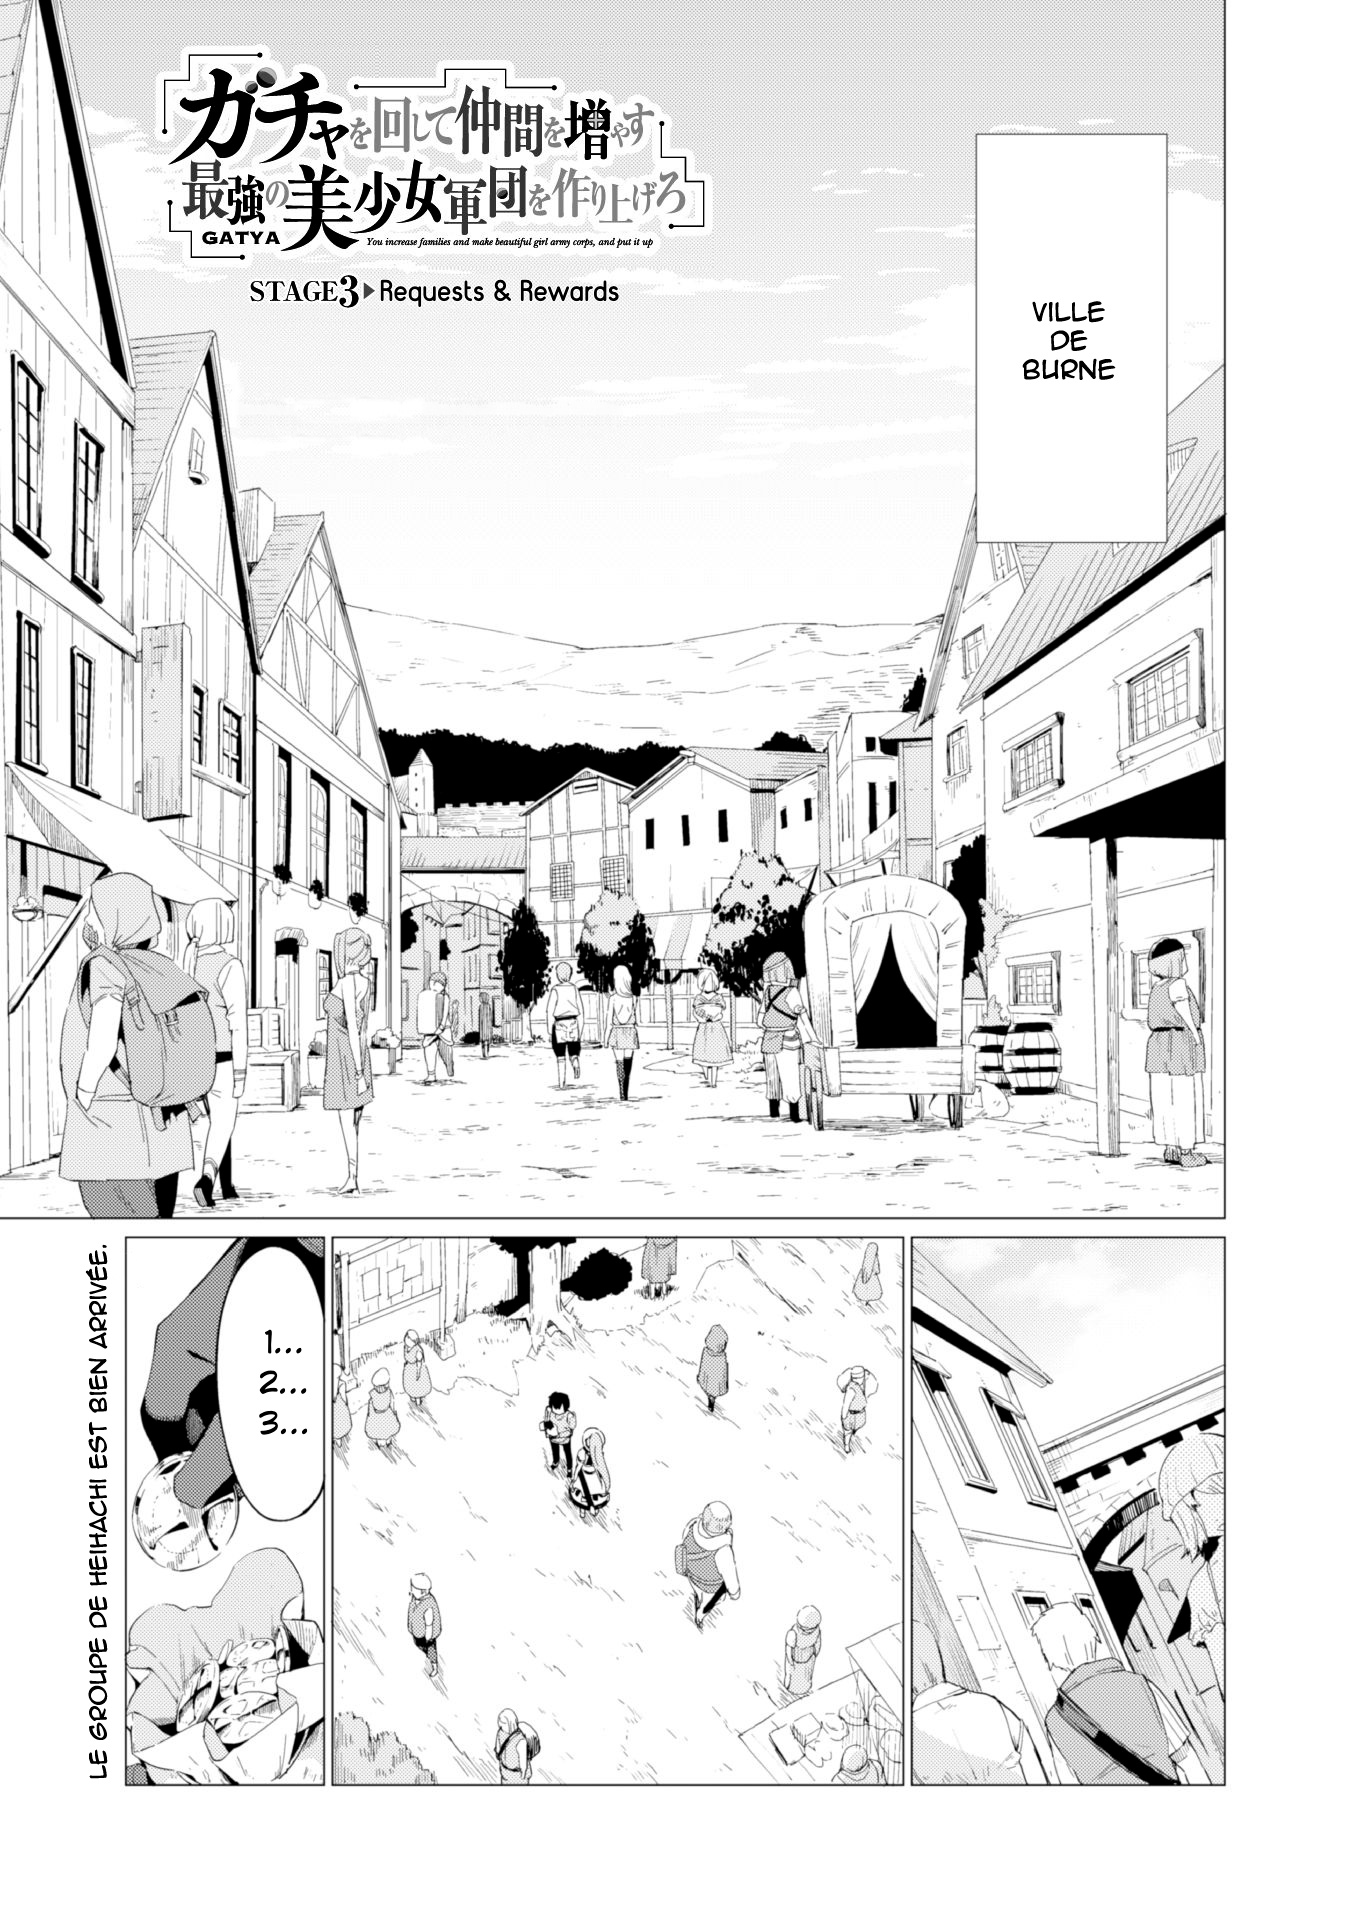 ガチャを回して仲間を増やす
最強の美少女軍団を作り上げろ
GATYA
You increase families and make beautiful girl army corps, and put it up
STAGE3▶Requests & Rewards
VILLE
DE
BURNE
1...
2...
3...
LE GROUPE DE HEIHACHI EST BIEN ARRIVÉE.